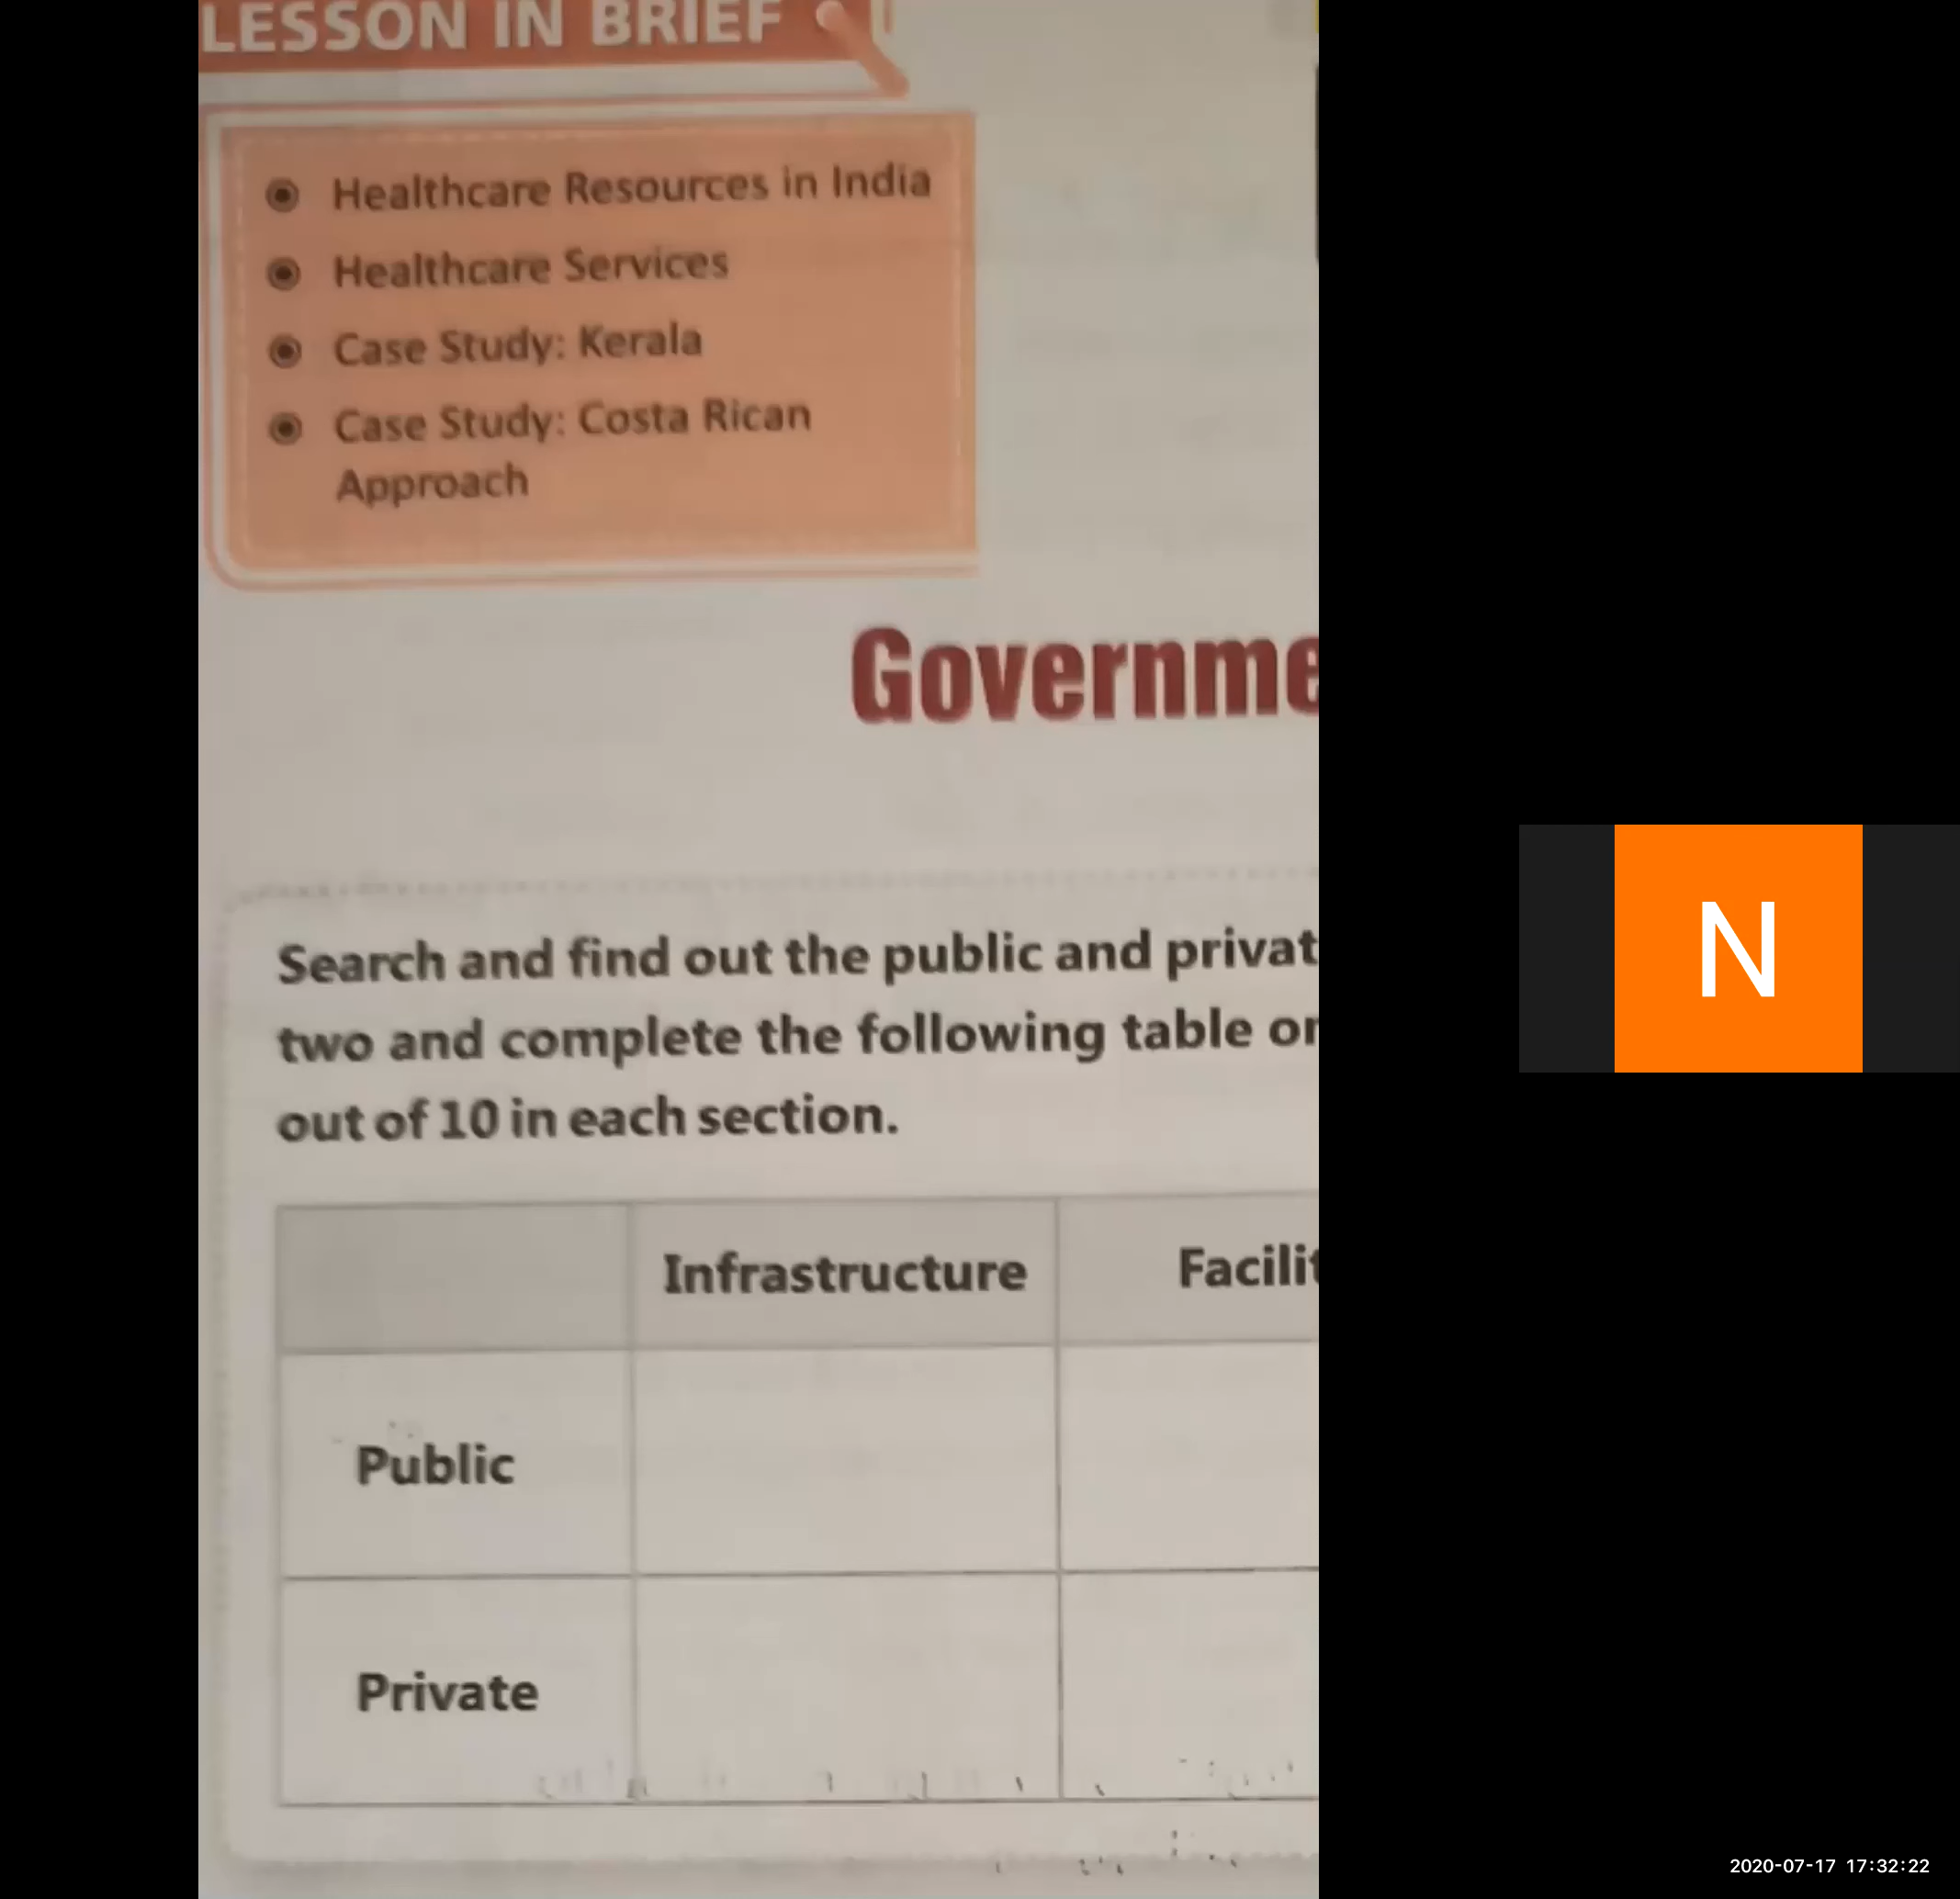 LESSON IN BRIEF
Healthcare Resources in India
Healthcare Services
Case Study: Kerala
Case Study: Costa Rican
Approach
Governme
Search and find out the public and privat
two and complete the following table or
out of 10 in each section.
Infrastructure Facilit
Public
Private
N
2020-07-17 17:32:22